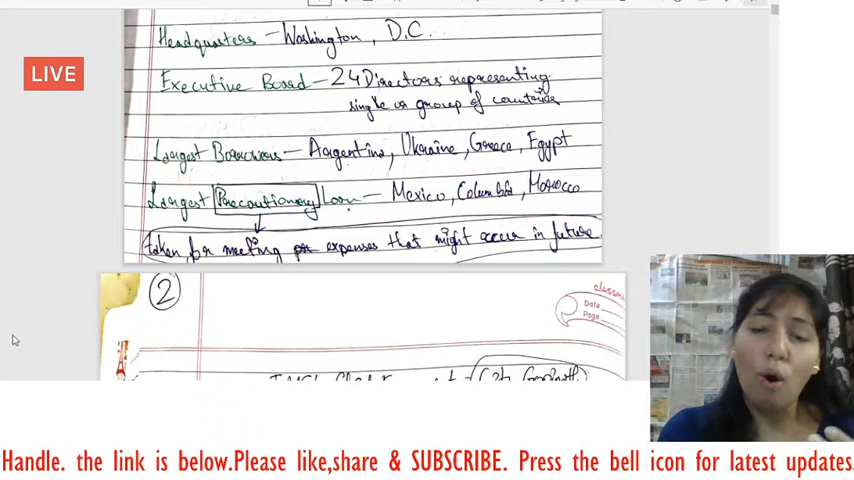 Headquarters – Washington, D.C.
LIVE
Executive Board – 24 Directors representing
single or group of countries
Largest Borrowers – Argentina, Ukraine, Greece, Egypt
Largest Precautionary Loan – Mexico, Columbia, Morocco
taken for meeting expenses that might occur in future
2
classmate
Date
Page
Handle. the link is below.Please like,share & SUBSCRIBE. Press the bell icon for latest updates.